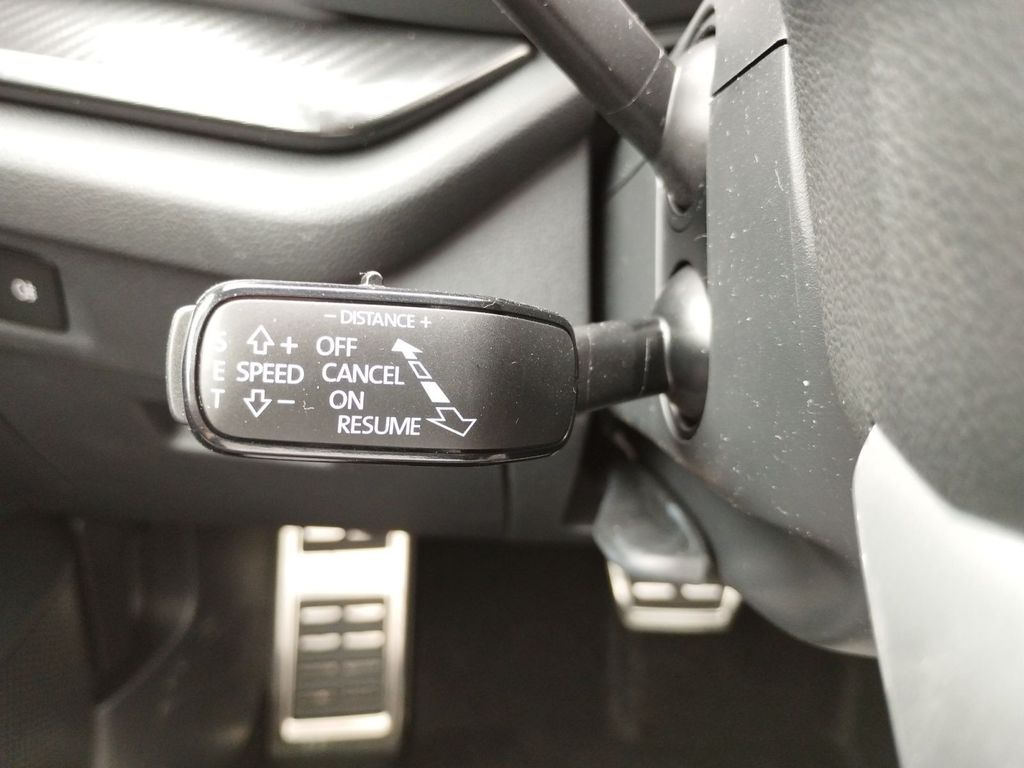 - DISTANCE +
S + OFF
E SPEED CANCEL
T - ON
RESUME